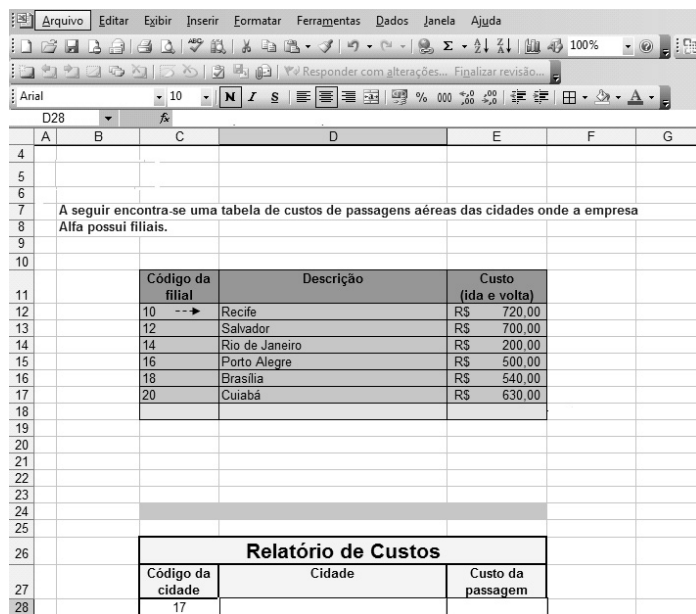 Arquivo Editar Exibir Inserir Formatar Ferramentas Dados Janela Ajuda
ABC Σ A Z Z A 100%
Responder com alterações... Finalizar revisão...
Arial 10 N I S % 000 A
D28 fx
A B C D E F G
4
5
6
7 A seguir encontra-se uma tabela de custos de passagens aéreas das cidades onde a empresa
8 Alfa possui filiais.
9
10
Código da Descrição Custo
11 filial (ida e volta)
12 10 Recife R$ 720,00
13 12 Salvador R$ 700,00
14 14 Rio de Janeiro R$ 200,00
15 16 Porto Alegre R$ 500,00
16 18 Brasília R$ 540,00
17 20 Cuiabá R$ 630,00
18
19
20
21
22
23
24
25
26 Relatório de Custos
Código da Cidade Custo da
27 cidade passagem
28 17